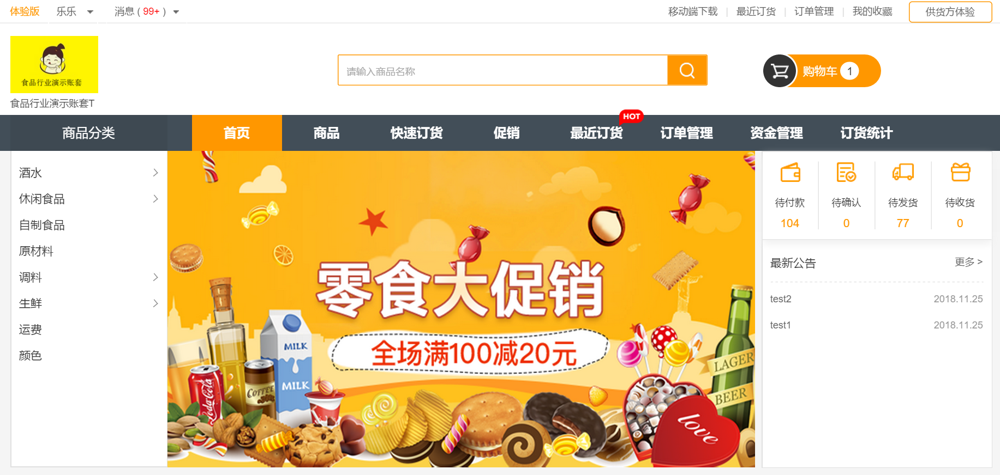 体验版 乐乐 消息 ( 99+ ) 移动端下载 | 最近订货 | 订单管理 | 我的收藏 供货方体验
食品行业演示账套
食品行业演示账套T
请输入商品名称
购物车 1
商品分类 首页 商品 快速订货 促销 最近订货 HOT 订单管理 资金管理 订货统计
酒水
休闲食品
自制食品
原材料
调料
生鲜
运费
颜色
零食大促销
全场满100减20元
MILK
MILK
COFFEE
LAGER
BEER
love
待付款 待确认 待发货 待收货
104 0 77 0
最新公告 更多 >
test2 2018.11.25
test1 2018.11.25